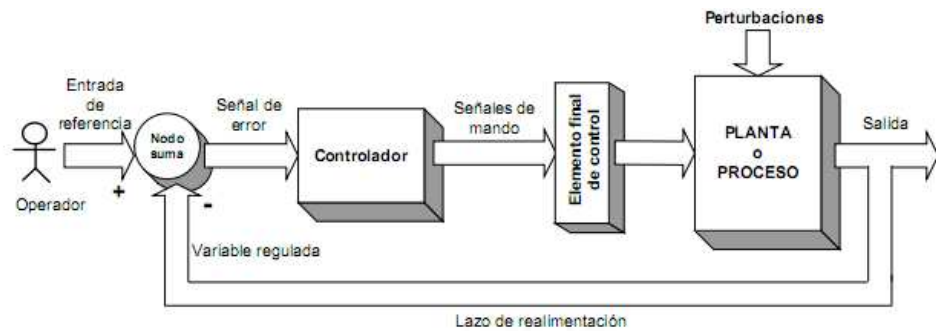 Perturbaciones
Entrada
de
referencia
Nodo
suma
Señal de
error
Controlador
Señales de
mando
Elemento final
de control
PLANTA
o
PROCESO
Salida
+
-
Operador
Variable regulada
Lazo de realimentación